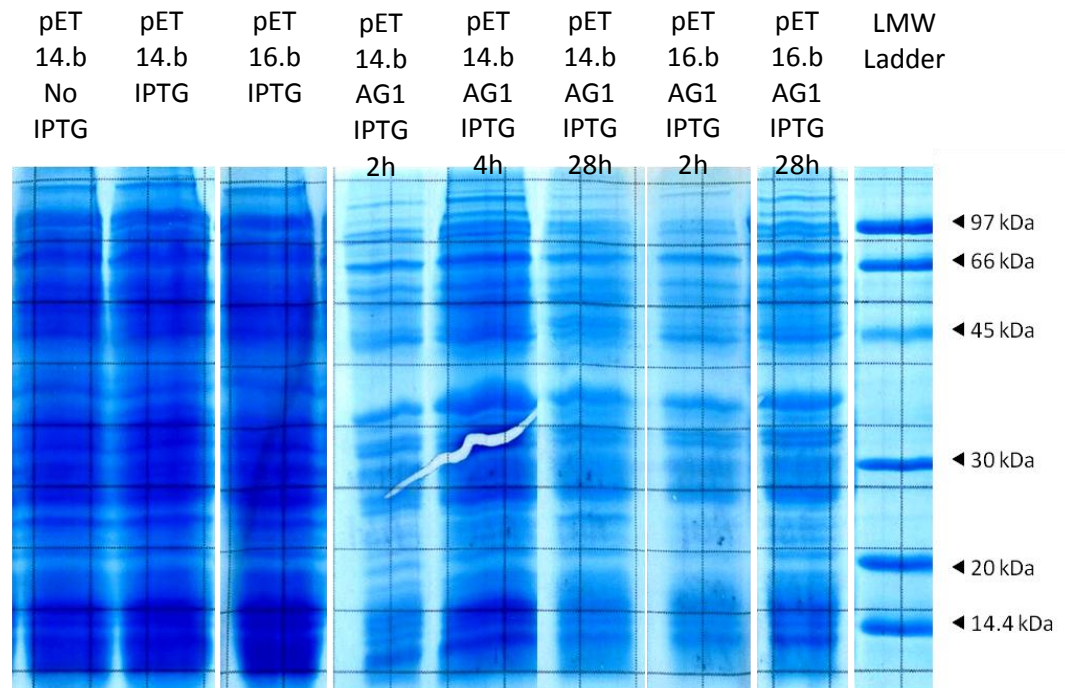 pET 14.b No IPTG
pET 14.b IPTG
pET 16.b IPTG
pET 14.b AG1 IPTG 2h
pET 14.b AG1 IPTG 4h
pET 14.b AG1 IPTG 28h
pET 16.b AG1 IPTG 2h
pET 16.b AG1 IPTG 28h
LMW Ladder
◄ 97 kDa
◄ 66 kDa
◄ 45 kDa
◄ 30 kDa
◄ 20 kDa
◄ 14.4 kDa